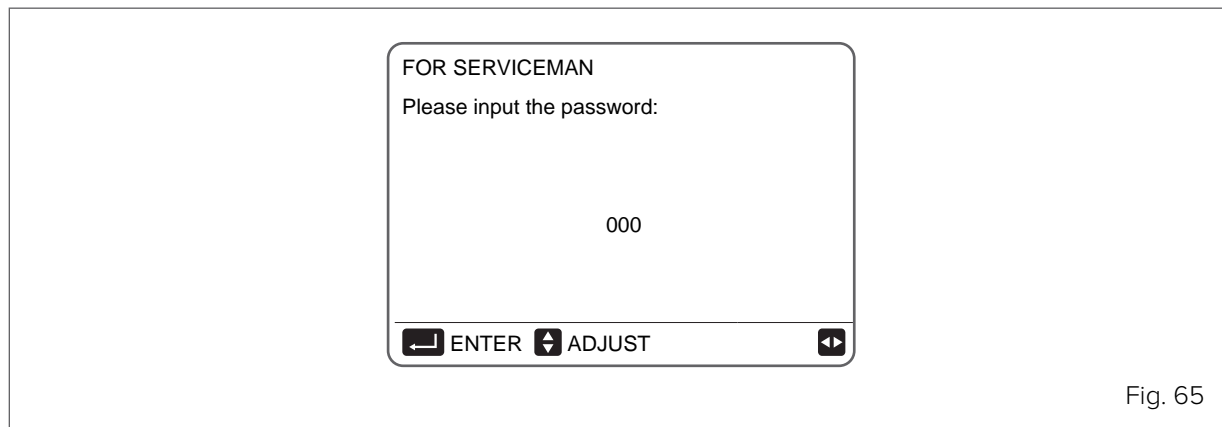 FOR SERVICEMAN
Please input the password:
000
ENTER ADJUST
Fig. 65